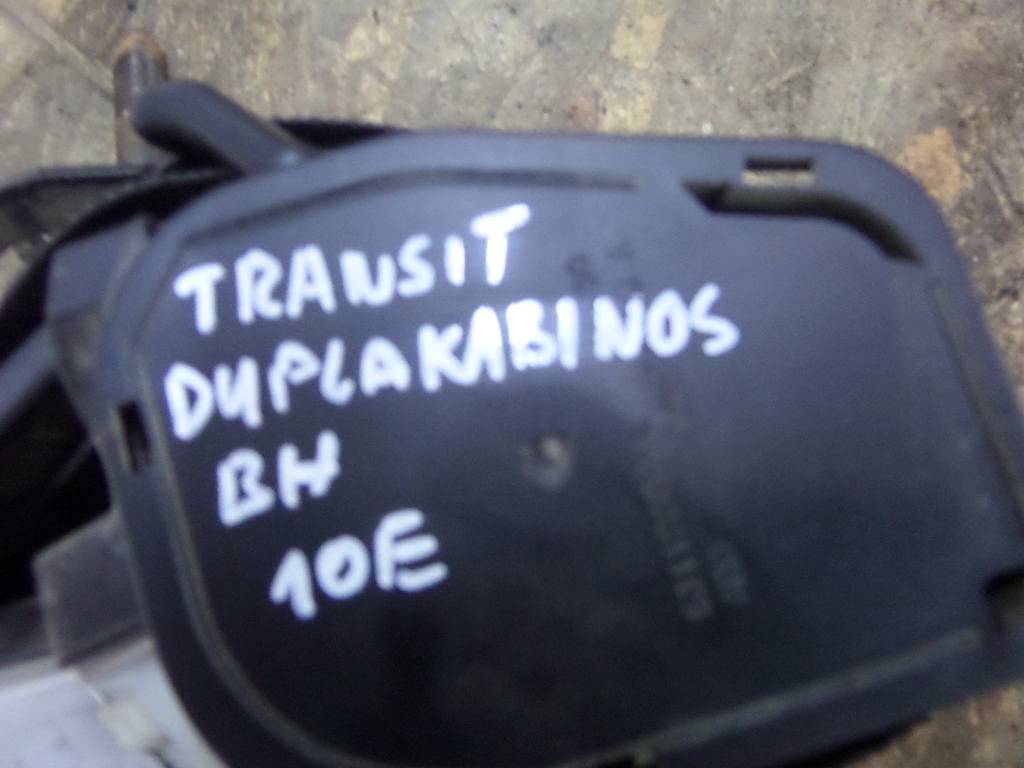 TRANSIT
DUPLAKABINOS
BH
10E